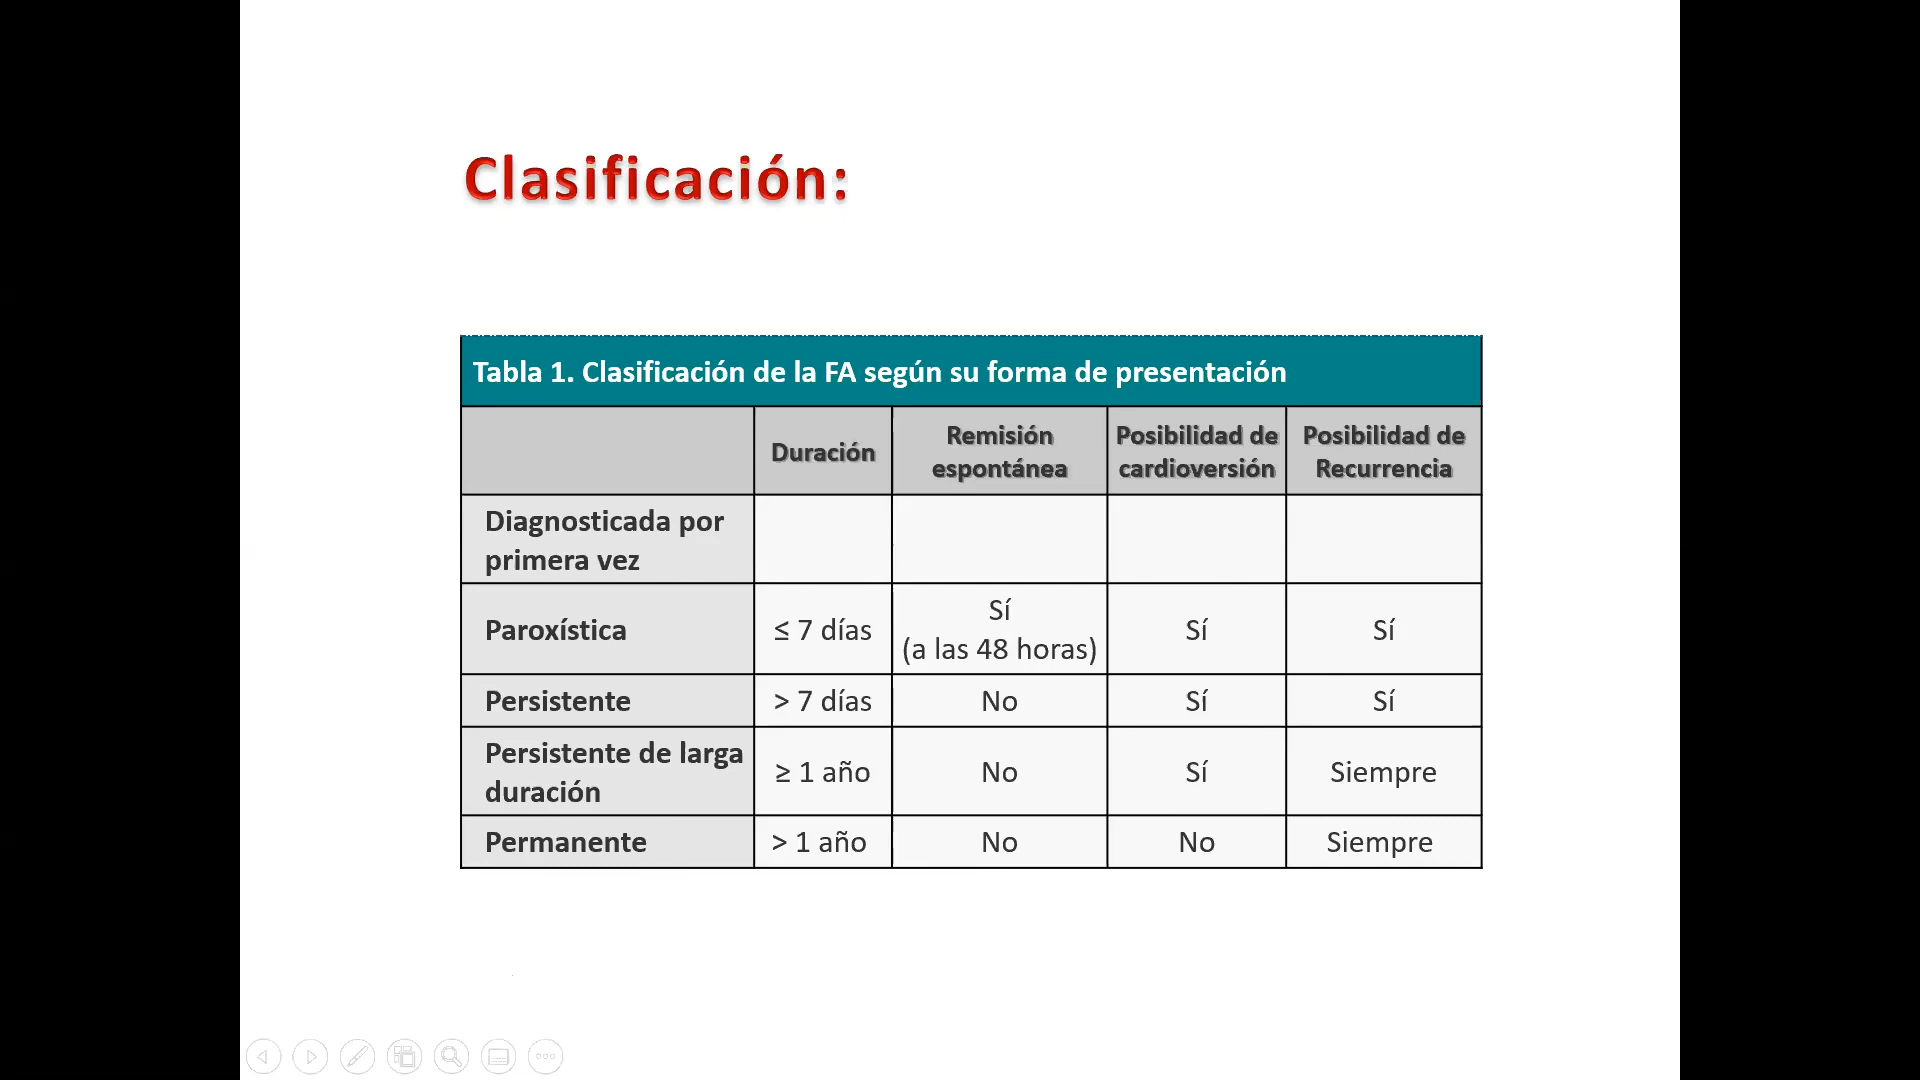 Clasificación:
Tabla 1. Clasificación de la FA según su forma de presentación
Duración
Remisión espontánea
Posibilidad de cardioversión
Posibilidad de Recurrencia
Diagnosticada por primera vez
Paroxística
≤ 7 días
Sí
(a las 48 horas)
Sí
Sí
Persistente
> 7 días
No
Sí
Sí
Persistente de larga duración
≥ 1 año
No
Sí
Siempre
Permanente
> 1 año
No
No
Siempre